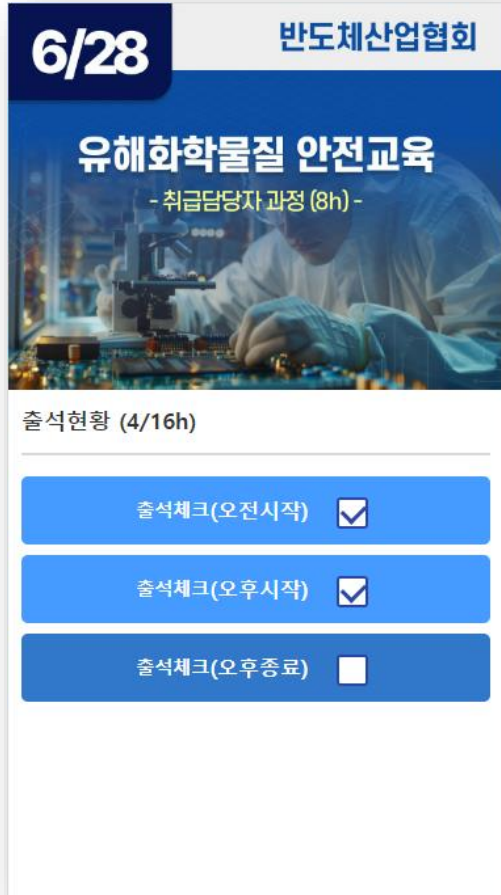 6/28
반도체산업협회
유해화학물질 안전교육
- 취급담당자 과정 (8h) -
출석현황 (4/16h)
출석체크(오전시작)
출석체크(오후시작)
출석체크(오후종료)